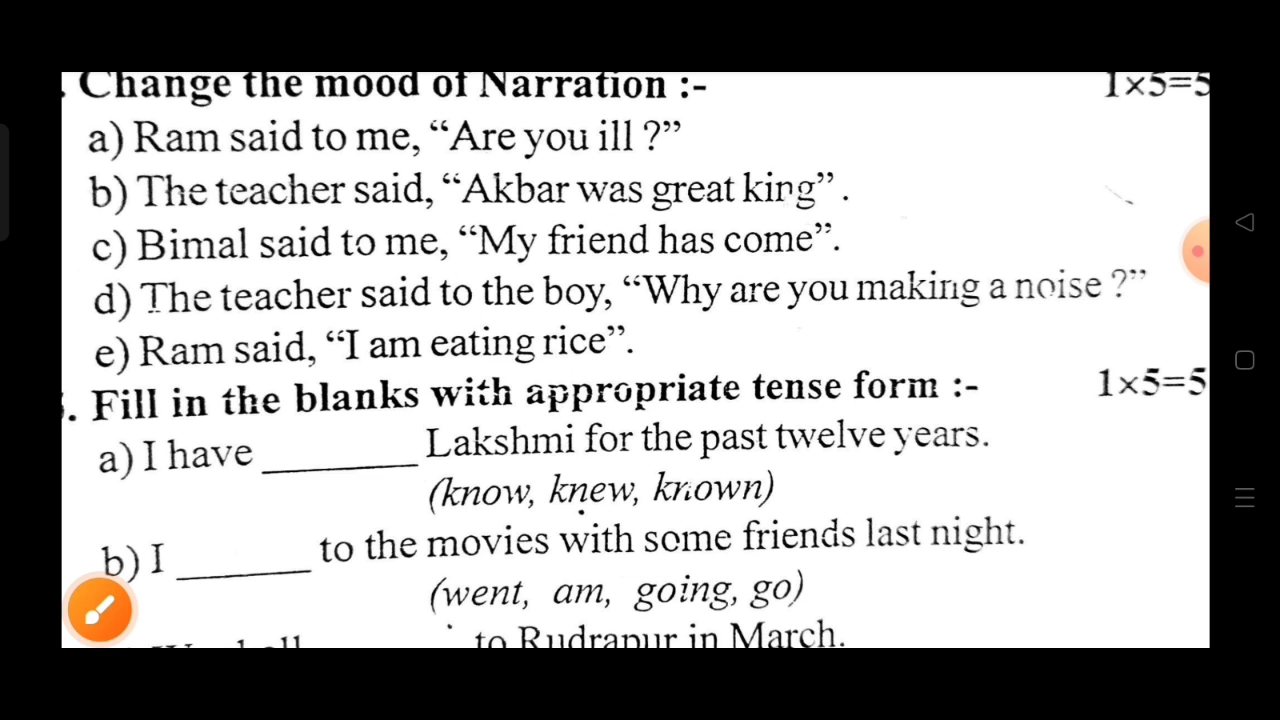 . Change the mood of Narration :- 1×5=5
a) Ram said to me, “Are you ill ?”
b) The teacher said, “Akbar was great king”.
c) Bimal said to me, “My friend has come”.
d) The teacher said to the boy, “Why are you making a noise ?”
e) Ram said, “I am eating rice”.
. Fill in the blanks with appropriate tense form :- 1×5=5
a) I have ________ Lakshmi for the past twelve years.
(know, knew, known)
b) I ________ to the movies with some friends last night.
(went, am, going, go)
to Rudrapur in March.